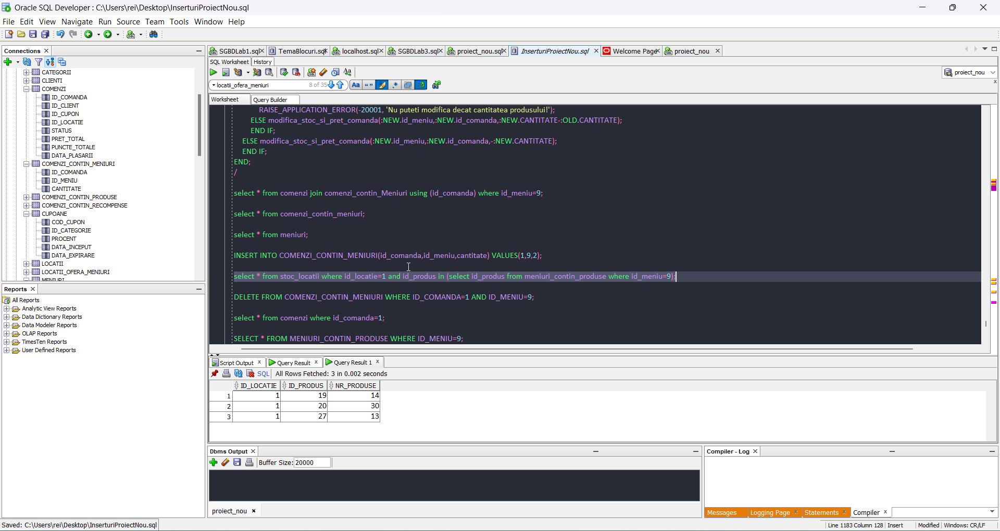 Oracle SQL Developer : C:\Users\rei\Desktop\InserturiProiectNou.sql
File Edit View Navigate Run Source Team Tools Window Help
Connections
CATEGORII
CLIENTI
COMENZI
ID_COMANDA
ID_CLIENT
ID_CUPON
ID_LOCATIE
STATUS
PRET_TOTAL
PUNCTE_TOTALE
DATA_PLASARII
COMENZI_CONTIN_MENIURI
ID_COMANDA
ID_MENIU
CANTITATE
COMENZI_CONTIN_PRODUSE
COMENZI_CONTIN_RECOMPENSE
CUPOANE
COD_CUPON
ID_CATEGORIE
PROCENT
DATA_INCEPUT
DATA_EXPIRARE
LOCATII
LOCATII_OFERA_MENIURI
MENIURI
Reports
All Reports
Analytic View Reports
Data Dictionary Reports
Data Modeler Reports
OLAP Reports
TimesTen Reports
User Defined Reports
SGBDLab1.sql TemaBlocuri.sql localhost.sql SGBDLab3.sql proiect_nou.sql InserturiProiectNou.sql Welcome Page proiect_nou
SQL Worksheet History
proiect_nou
locatii_ofera_meniuri 8 of 35 Aa “ ” .*
Worksheet Query Builder
RAISE_APPLICATION_ERROR(-20001, 'Nu puteti modifica decat cantitatea produsului!');
ELSE modifica_stoc_si_pret_comanda(:NEW.id_meniu,:NEW.id_comanda,:NEW.CANTITATE-:OLD.CANTITATE);
END IF;
ELSE modifica_stoc_si_pret_comanda(:NEW.id_meniu,:NEW.id_comanda,-:NEW.CANTITATE);
END IF;
END;
/
select * from comenzi join comenzi_contin_Meniuri using (id_comanda) where id_meniu=9;
select * from comenzi_contin_meniuri;
select * from meniuri;
INSERT INTO COMENZI_CONTIN_MENIURI(id_comanda,id_meniu,cantitate) VALUES(1,9,2);
select * from stoc_locatii where id_locatie=1 and id_produs in (select id_produs from meniuri_contin_produse where id_meniu=9);
DELETE FROM COMENZI_CONTIN_MENIURI WHERE ID_COMANDA=1 AND ID_MENIU=9;
select * from comenzi where id_comanda=1;
SELECT * FROM MENIURI_CONTIN_PRODUSE WHERE ID_MENIU=9;
Script Output Query Result Query Result 1
SQL All Rows Fetched: 3 in 0.002 seconds
ID_LOCATIE ID_PRODUS NR_PRODUSE
1 1 19 14
2 1 20 30
3 1 27 13
Dbms Output
Buffer Size: 20000
proiect_nou
Compiler - Log
Messages Logging Page Statements Compiler
Saved: C:\Users\rei\Desktop\InserturiProiectNou.sql
Line 1183 Column 128 Insert Modified Windows: CR/LF